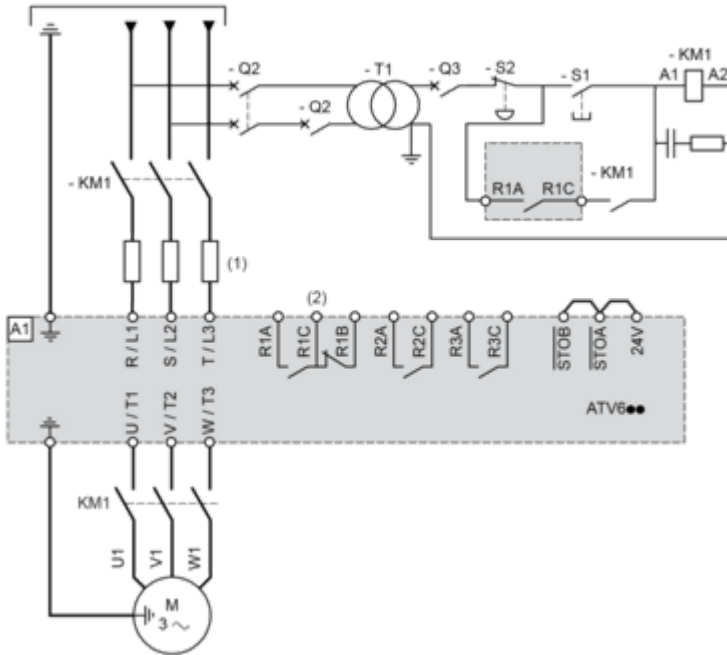 - Q2
- T1
- Q3
- S2
- S1
- KM1
A1
A2
- Q2
- KM1
R1A
R1C
- KM1
(1)
(2)
A1
R / L1
S / L2
T / L3
R1A
R1C
R1B
R2A
R2C
R3A
R3C
STOB
STOA
24V
U / T1
V / T2
W / T3
ATV6●●
KM1
U1
V1
W1
M
3 ~